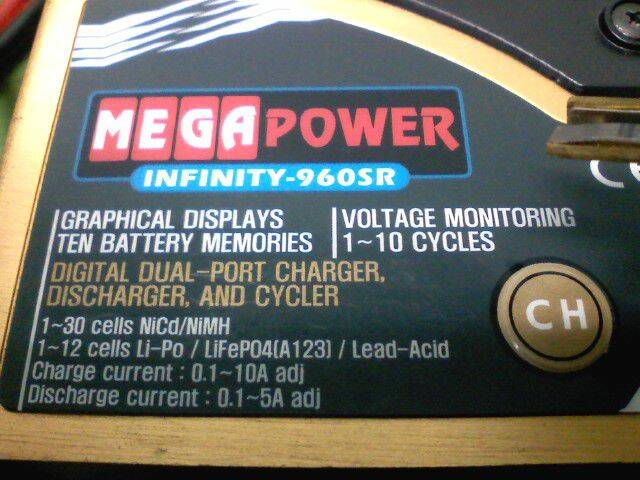 MEGAPOWER
INFINITY-960SR
GRAPHICAL DISPLAYS
TEN BATTERY MEMORIES
VOLTAGE MONITORING
1~10 CYCLES
DIGITAL DUAL-PORT CHARGER,
DISCHARGER, AND CYCLER
1~30 cells NiCd/NiMH
1~12 cells Li-Po / LiFePO4(A123) / Lead-Acid
Charge current : 0.1~10A adj
Discharge current : 0.1~5A adj
CH